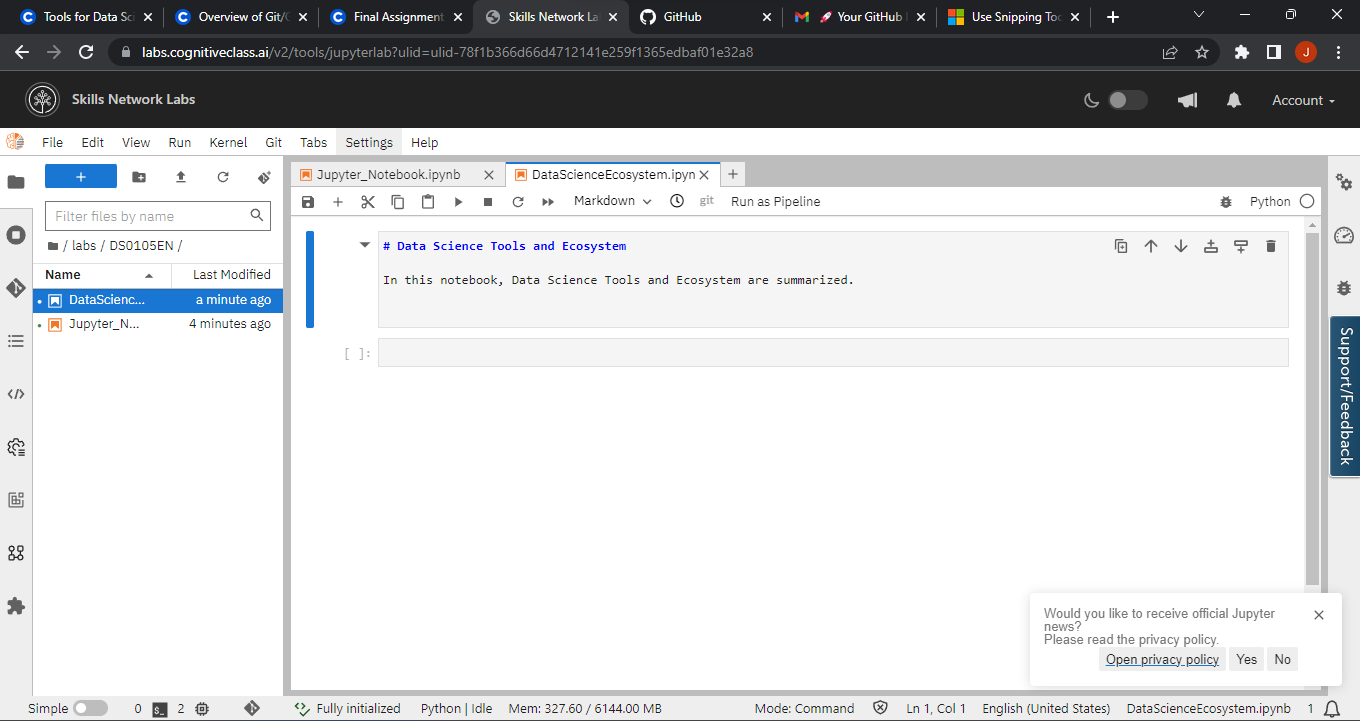 Tools for Data Sc
Overview of Git/G
Final Assignment
Skills Network La
GitHub
Your GitHub
Use Snipping Too
labs.cognitiveclass.ai/v2/tools/jupyterlab?ulid=ulid-78f1b366d66d4712141e259f1365edbaf01e32a8
J
Skills Network Labs
Account
File Edit View Run Kernel Git Tabs Settings Help
Jupyter_Notebook.ipynb
DataScienceEcosystem.ipyn
Filter files by name
Markdown
git
Run as Pipeline
Python
/ labs / DS0105EN /
Name
Last Modified
DataScienc... a minute ago
Jupyter_N... 4 minutes ago
# Data Science Tools and Ecosystem
In this notebook, Data Science Tools and Ecosystem are summarized.
[ ]:
Support/Feedback
Would you like to receive official Jupyter
news?
Please read the privacy policy.
Open privacy policy Yes No
Simple 0 $_ 2 Fully initialized Python | Idle Mem: 327.60 / 6144.00 MB Mode: Command Ln 1, Col 1 English (United States) DataScienceEcosystem.ipynb 1